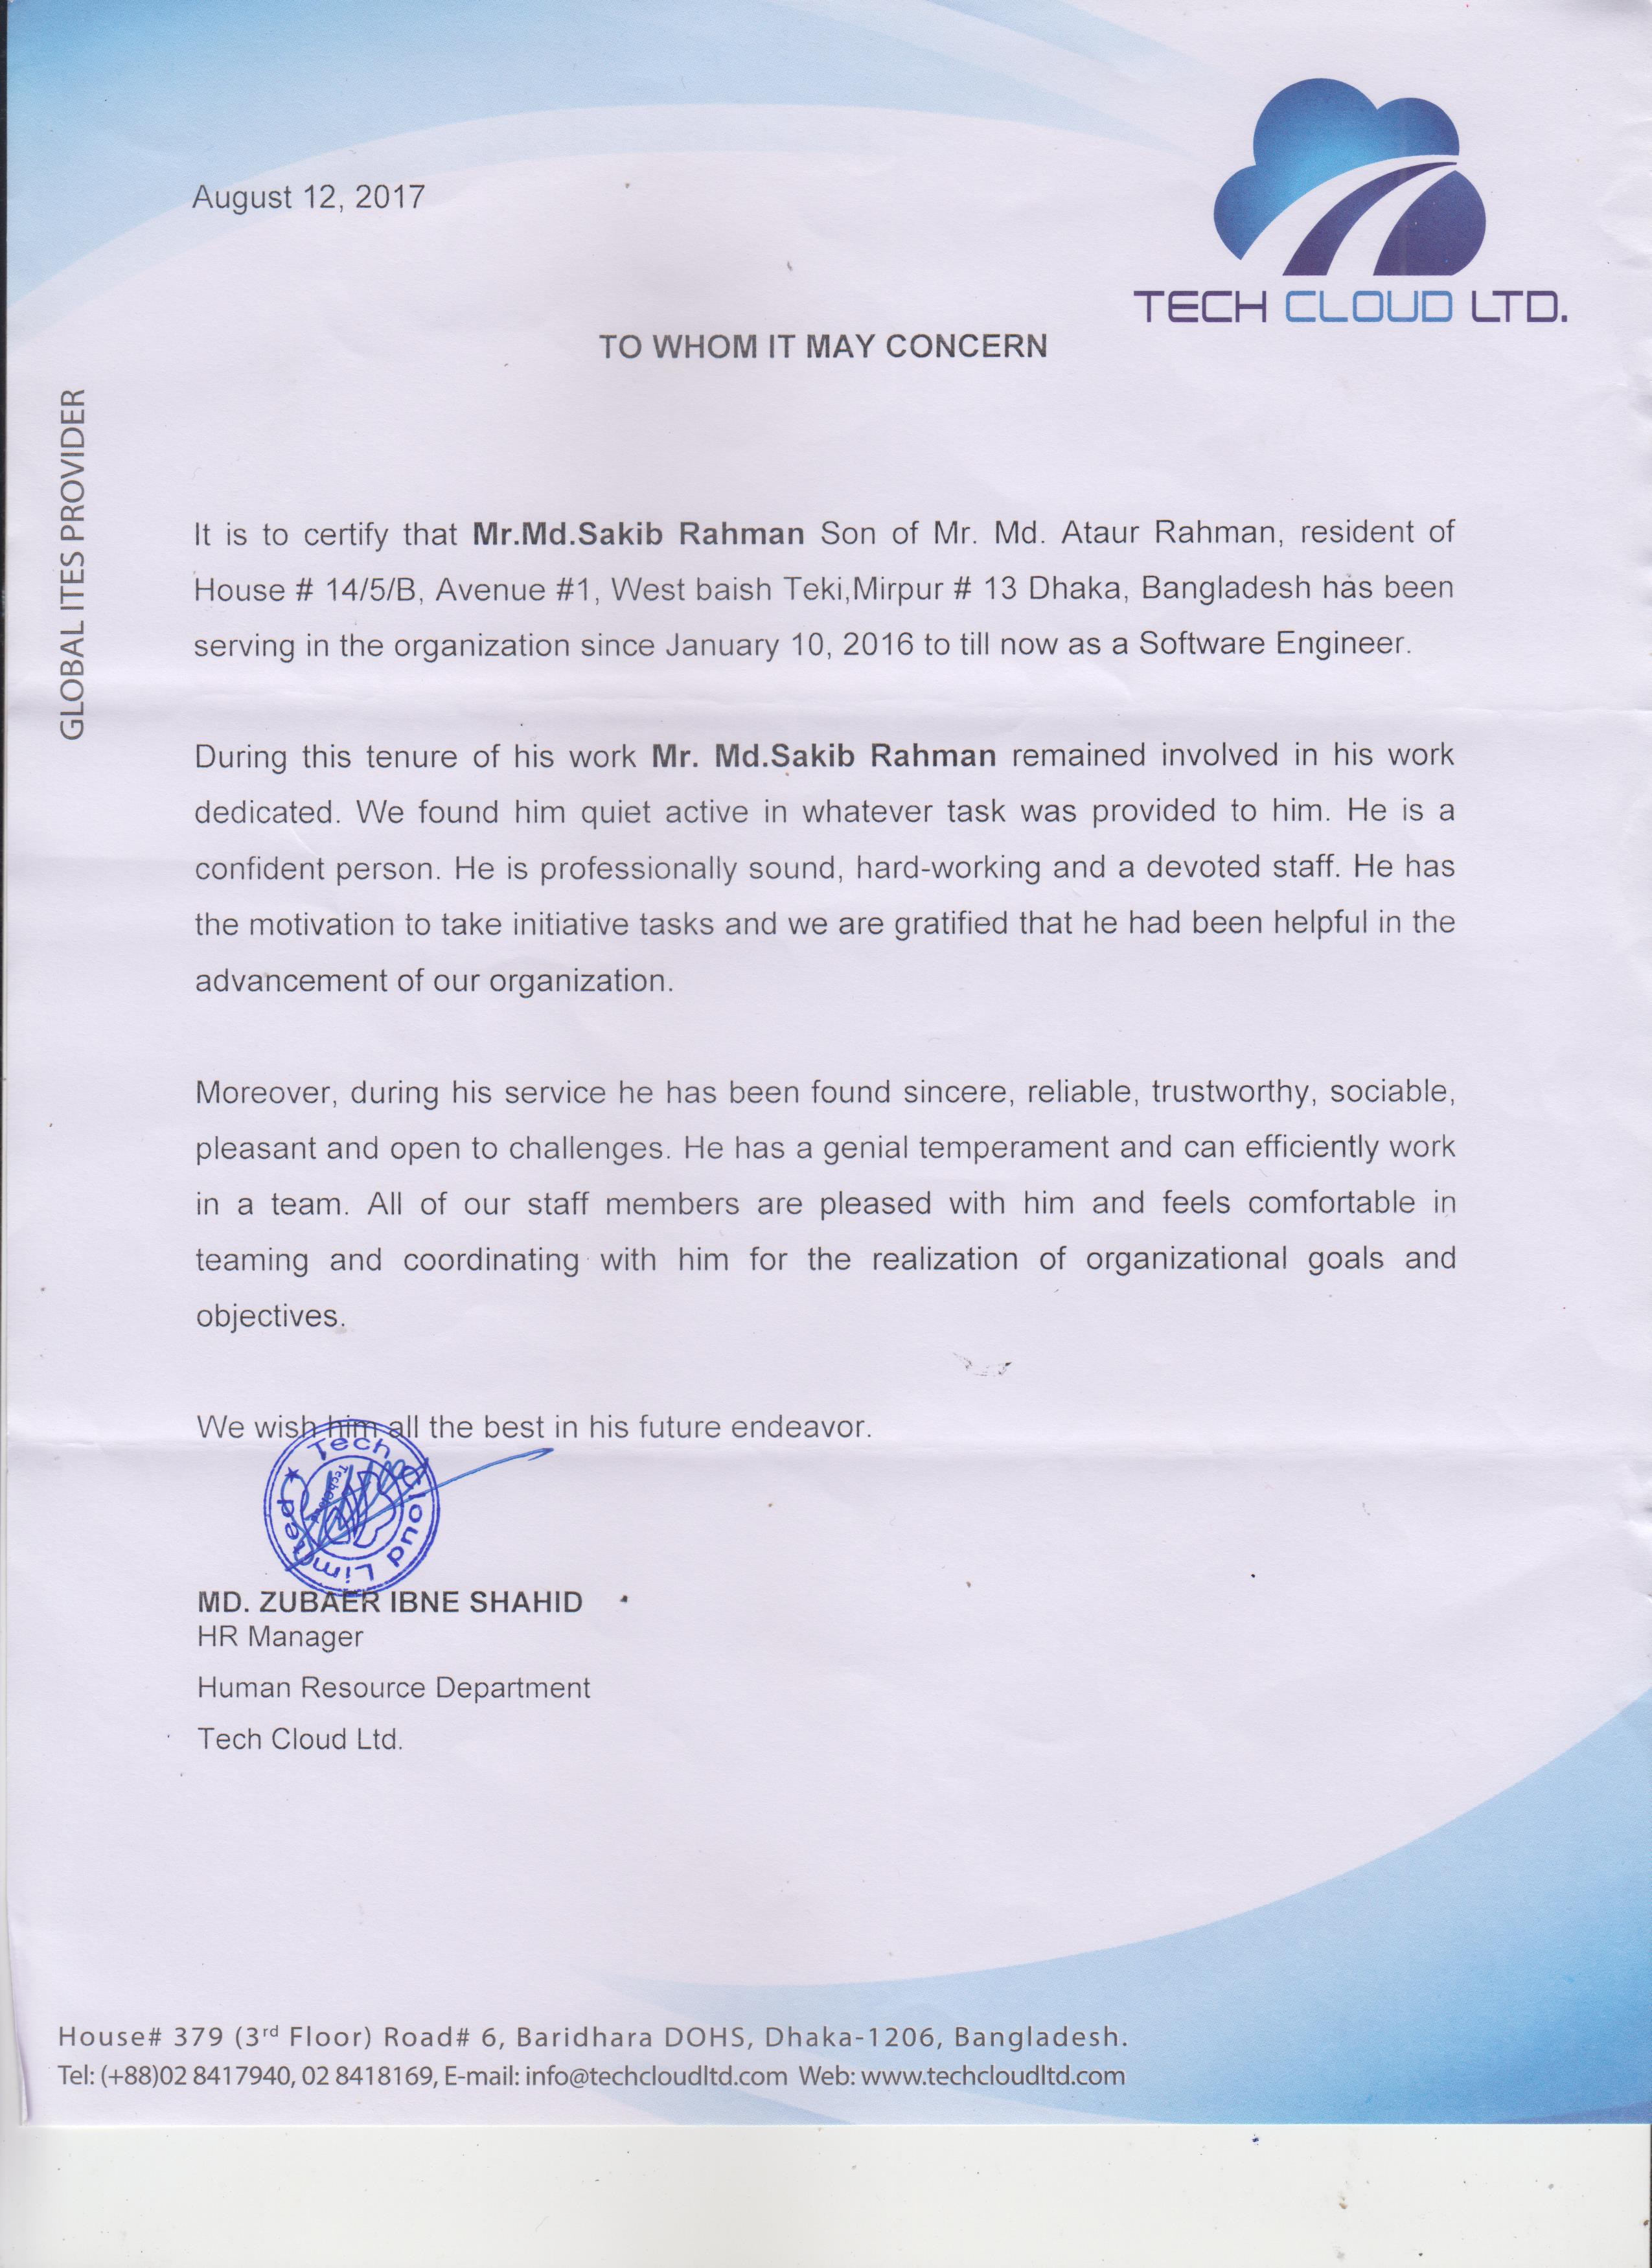 August 12, 2017
TECH CLOUD LTD.
TO WHOM IT MAY CONCERN
GLOBAL ITES PROVIDER
It is to certify that Mr.Md.Sakib Rahman Son of Mr. Md. Ataur Rahman, resident of
House # 14/5/B, Avenue #1, West baish Teki,Mirpur # 13 Dhaka, Bangladesh has been
serving in the organization since January 10, 2016 to till now as a Software Engineer.
During this tenure of his work Mr. Md.Sakib Rahman remained involved in his work
dedicated. We found him quiet active in whatever task was provided to him. He is a
confident person. He is professionally sound, hard-working and a devoted staff. He has
the motivation to take initiative tasks and we are gratified that he had been helpful in the
advancement of our organization.
Moreover, during his service he has been found sincere, reliable, trustworthy, sociable,
pleasant and open to challenges. He has a genial temperament and can efficiently work
in a team. All of our staff members are pleased with him and feels comfortable in
teaming and coordinating with him for the realization of organizational goals and
objectives.
We wish him all the best in his future endeavor.
Tech Cloud Limited
MD. ZUBAER IBNE SHAHID
HR Manager
Human Resource Department
Tech Cloud Ltd.
House# 379 (3rd Floor) Road# 6, Baridhara DOHS, Dhaka-1206, Bangladesh.
Tel: (+88)02 8417940, 02 8418169, E-mail: info@techcloudltd.com Web: www.techcloudltd.com